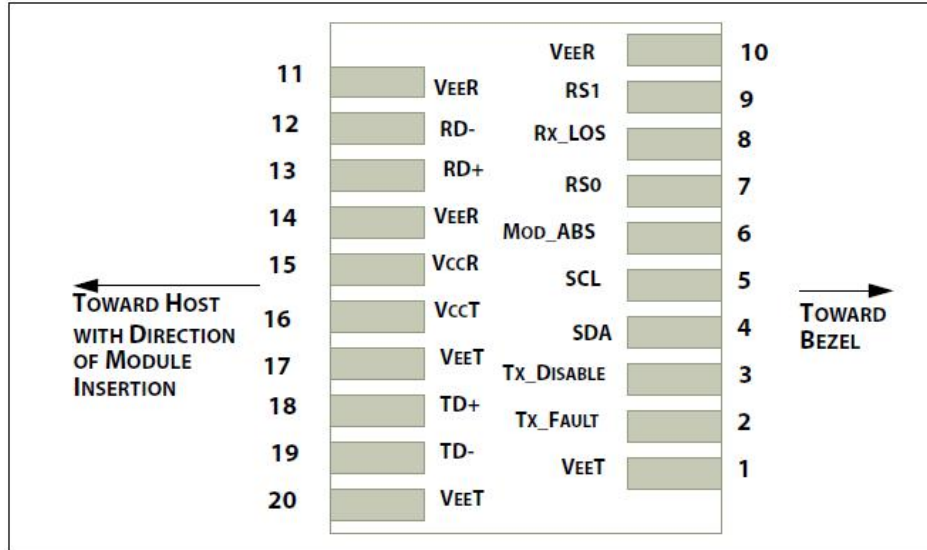 VEER 10
11 VEER
RS1 9
12 RD-
RX_LOS 8
13 RD+
RS0 7
14 VEER
MOD_ABS 6
15 VCCR
SCL 5
TOWARD HOST
WITH DIRECTION
OF MODULE
INSERTION
TOWARD
BEZEL
16 VCCT
SDA 4
17 VEET
TX_DISABLE 3
18 TD+
TX_FAULT 2
19 TD-
VEET 1
20 VEET